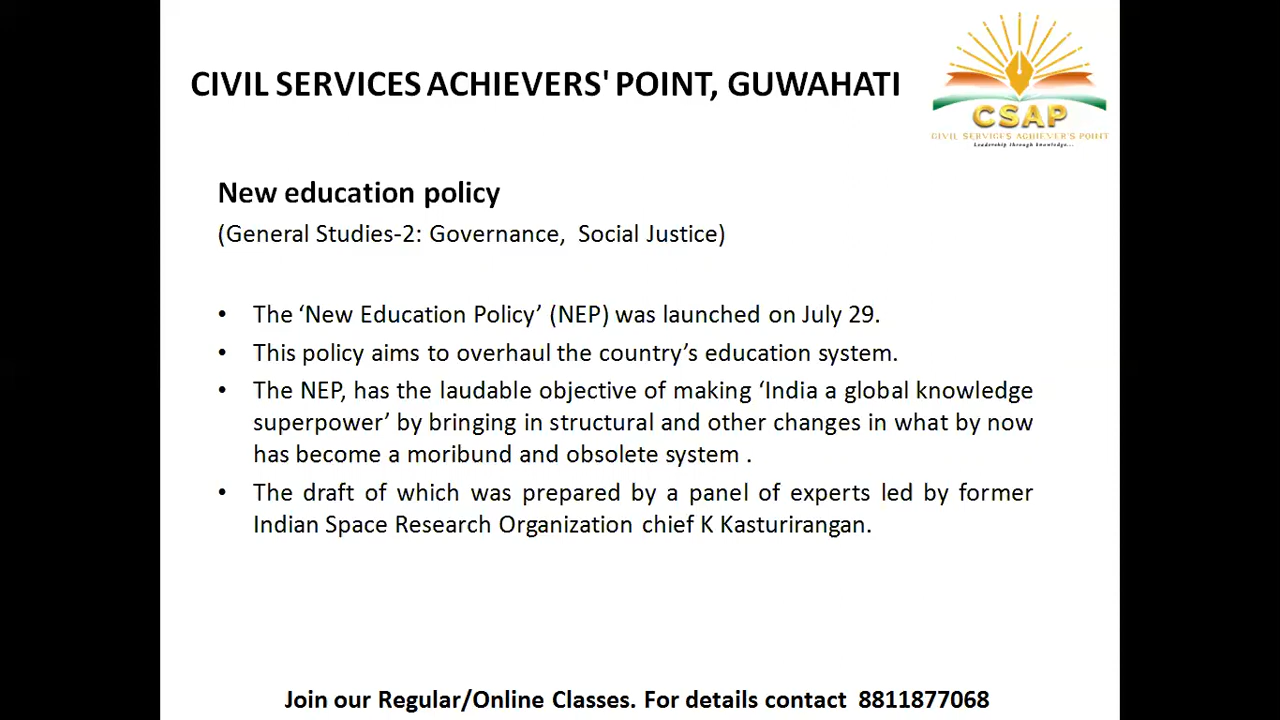 CIVIL SERVICES ACHIEVERS' POINT, GUWAHATI
CSAP
CIVIL SERVICES ACHIEVER'S POINT
Leadership through knowledge...
New education policy
(General Studies-2: Governance,  Social Justice)
• The ‘New Education Policy’ (NEP) was launched on July 29.
• This policy aims to overhaul the country’s education system.
• The NEP, has the laudable objective of making ‘India a global knowledge
superpower’ by bringing in structural and other changes in what by now
has become a moribund and obsolete system .
• The draft of which was prepared by a panel of experts led by former
Indian Space Research Organization chief K Kasturirangan.
Join our Regular/Online Classes. For details contact  8811877068